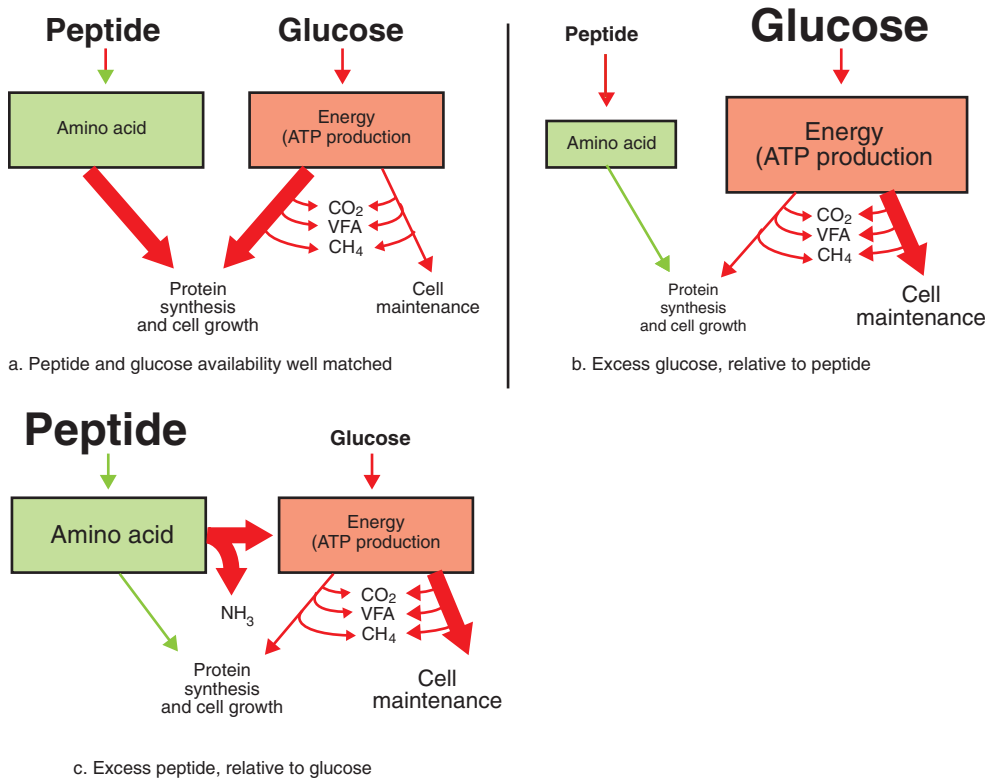 Peptide
Glucose
Amino acid
Energy
(ATP production
CO₂
VFA
CH₄
Protein
synthesis
and cell growth
Cell
maintenance
a. Peptide and glucose availability well matched
Peptide
Glucose
Amino acid
Energy
(ATP production
CO₂
VFA
CH₄
Protein
synthesis
and cell growth
Cell
maintenance
b. Excess glucose, relative to peptide
Peptide
Glucose
Amino acid
Energy
(ATP production
NH₃
CO₂
VFA
CH₄
Protein
synthesis
and cell growth
Cell
maintenance
c. Excess peptide, relative to glucose